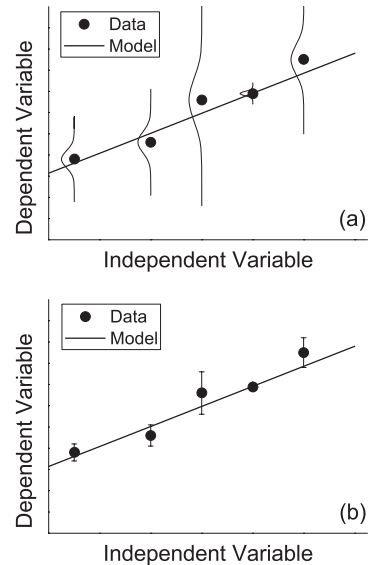 Data
Model
Dependent Variable
(a)
Independent Variable
Data
Model
Dependent Variable
(b)
Independent Variable